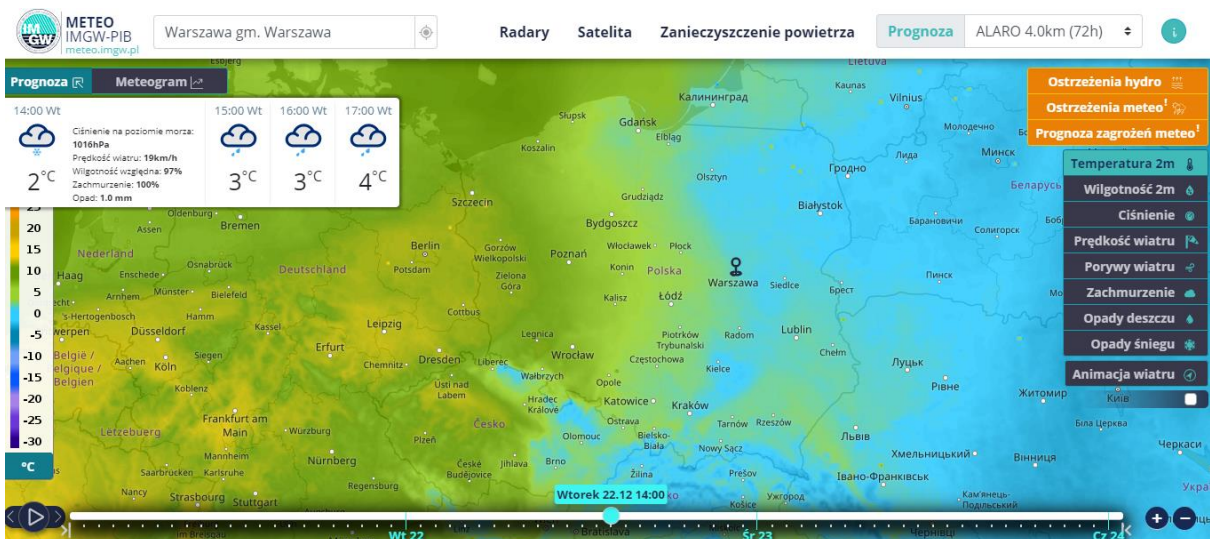 METEO
IMGW-PIB
meteo.imgw.pl
Warszawa gm. Warszawa
Radary
Satelita
Zanieczyszczenie powietrza
Prognoza
ALARO 4.0km (72h)
i
Prognoza
Meteogram
14:00 Wt
2°C
Ciśnienie na poziomie morza:
1016hPa
Prędkość wiatru: 19km/h
Wilgotność względna: 97%
Zachmurzenie: 100%
Opad: 1.0 mm
15:00 Wt
3°C
16:00 Wt
3°C
17:00 Wt
4°C
Ostrzeżenia hydro
Ostrzeżenia meteo!
Prognoza zagrożeń meteo!
Temperatura 2m
Wilgotność 2m
Ciśnienie
Prędkość wiatru
Porywy wiatru
Zachmurzenie
Opady deszczu
Opady śniegu
Animacja wiatru
20
15
10
5
0
-5
-10
-15
-20
-25
-30
°C
Esbjerg
Lietuva
Kaunas
Vilnius
Калининград
Słupsk
Gdańsk
Elbląg
Koszalin
Молодечно
Минск
Лида
Гродно
Olsztyn
Беларусь
Szczecin
Grudziądz
Białystok
Oldenburg
Bremen
Assen
Bydgoszcz
Барановичи
Солигорск
Nederland
Berlin
Gorzów
Wielkopolski
Poznań
Włocławek
Płock
Haag
Enschede
Osnabrück
Deutschland
Potsdam
Zielona
Góra
Konin
Polska
Warszawa
Siedlce
Брест
Пинск
Arnhem
Münster
Bielefeld
Kalisz
Łódź
's-Hertogenbosch
Hamm
Cottbus
Düsseldorf
Kassel
Leipzig
Legnica
Piotrków
Trybunalski
Radom
Lublin
België /
Belgique /
Belgien
Aachen
Köln
Siegen
Erfurt
Chemnitz
Dresden
Liberec
Wrocław
Częstochowa
Kielce
Chełm
Луцьк
Рівне
Koblenz
Ústí nad
Labem
Wałbrzych
Opole
Житомир
Київ
Hradec
Králové
Katowice
Kraków
Frankfurt am
Main
Würzburg
Česko
Ostrava
Tarnów
Rzeszów
Біла Церква
Lëtzebuerg
Plzeň
Olomouc
Bielsko-
Biała
Nowy Sącz
Львів
Черкаси
Mannheim
Nürnberg
České
Budějovice
Jihlava
Brno
Хмельницький
Вінниця
Saarbrücken
Karlsruhe
Regensburg
Žilina
Prešov
Івано-Франківськ
Nancy
Strasbourg
Stuttgart
Košice
Ужгород
Кам'янець-
Подільський
Wtorek 22.12 14:00
Bratislava
Чернівці
Wt 22
Śr 23
Cz 24